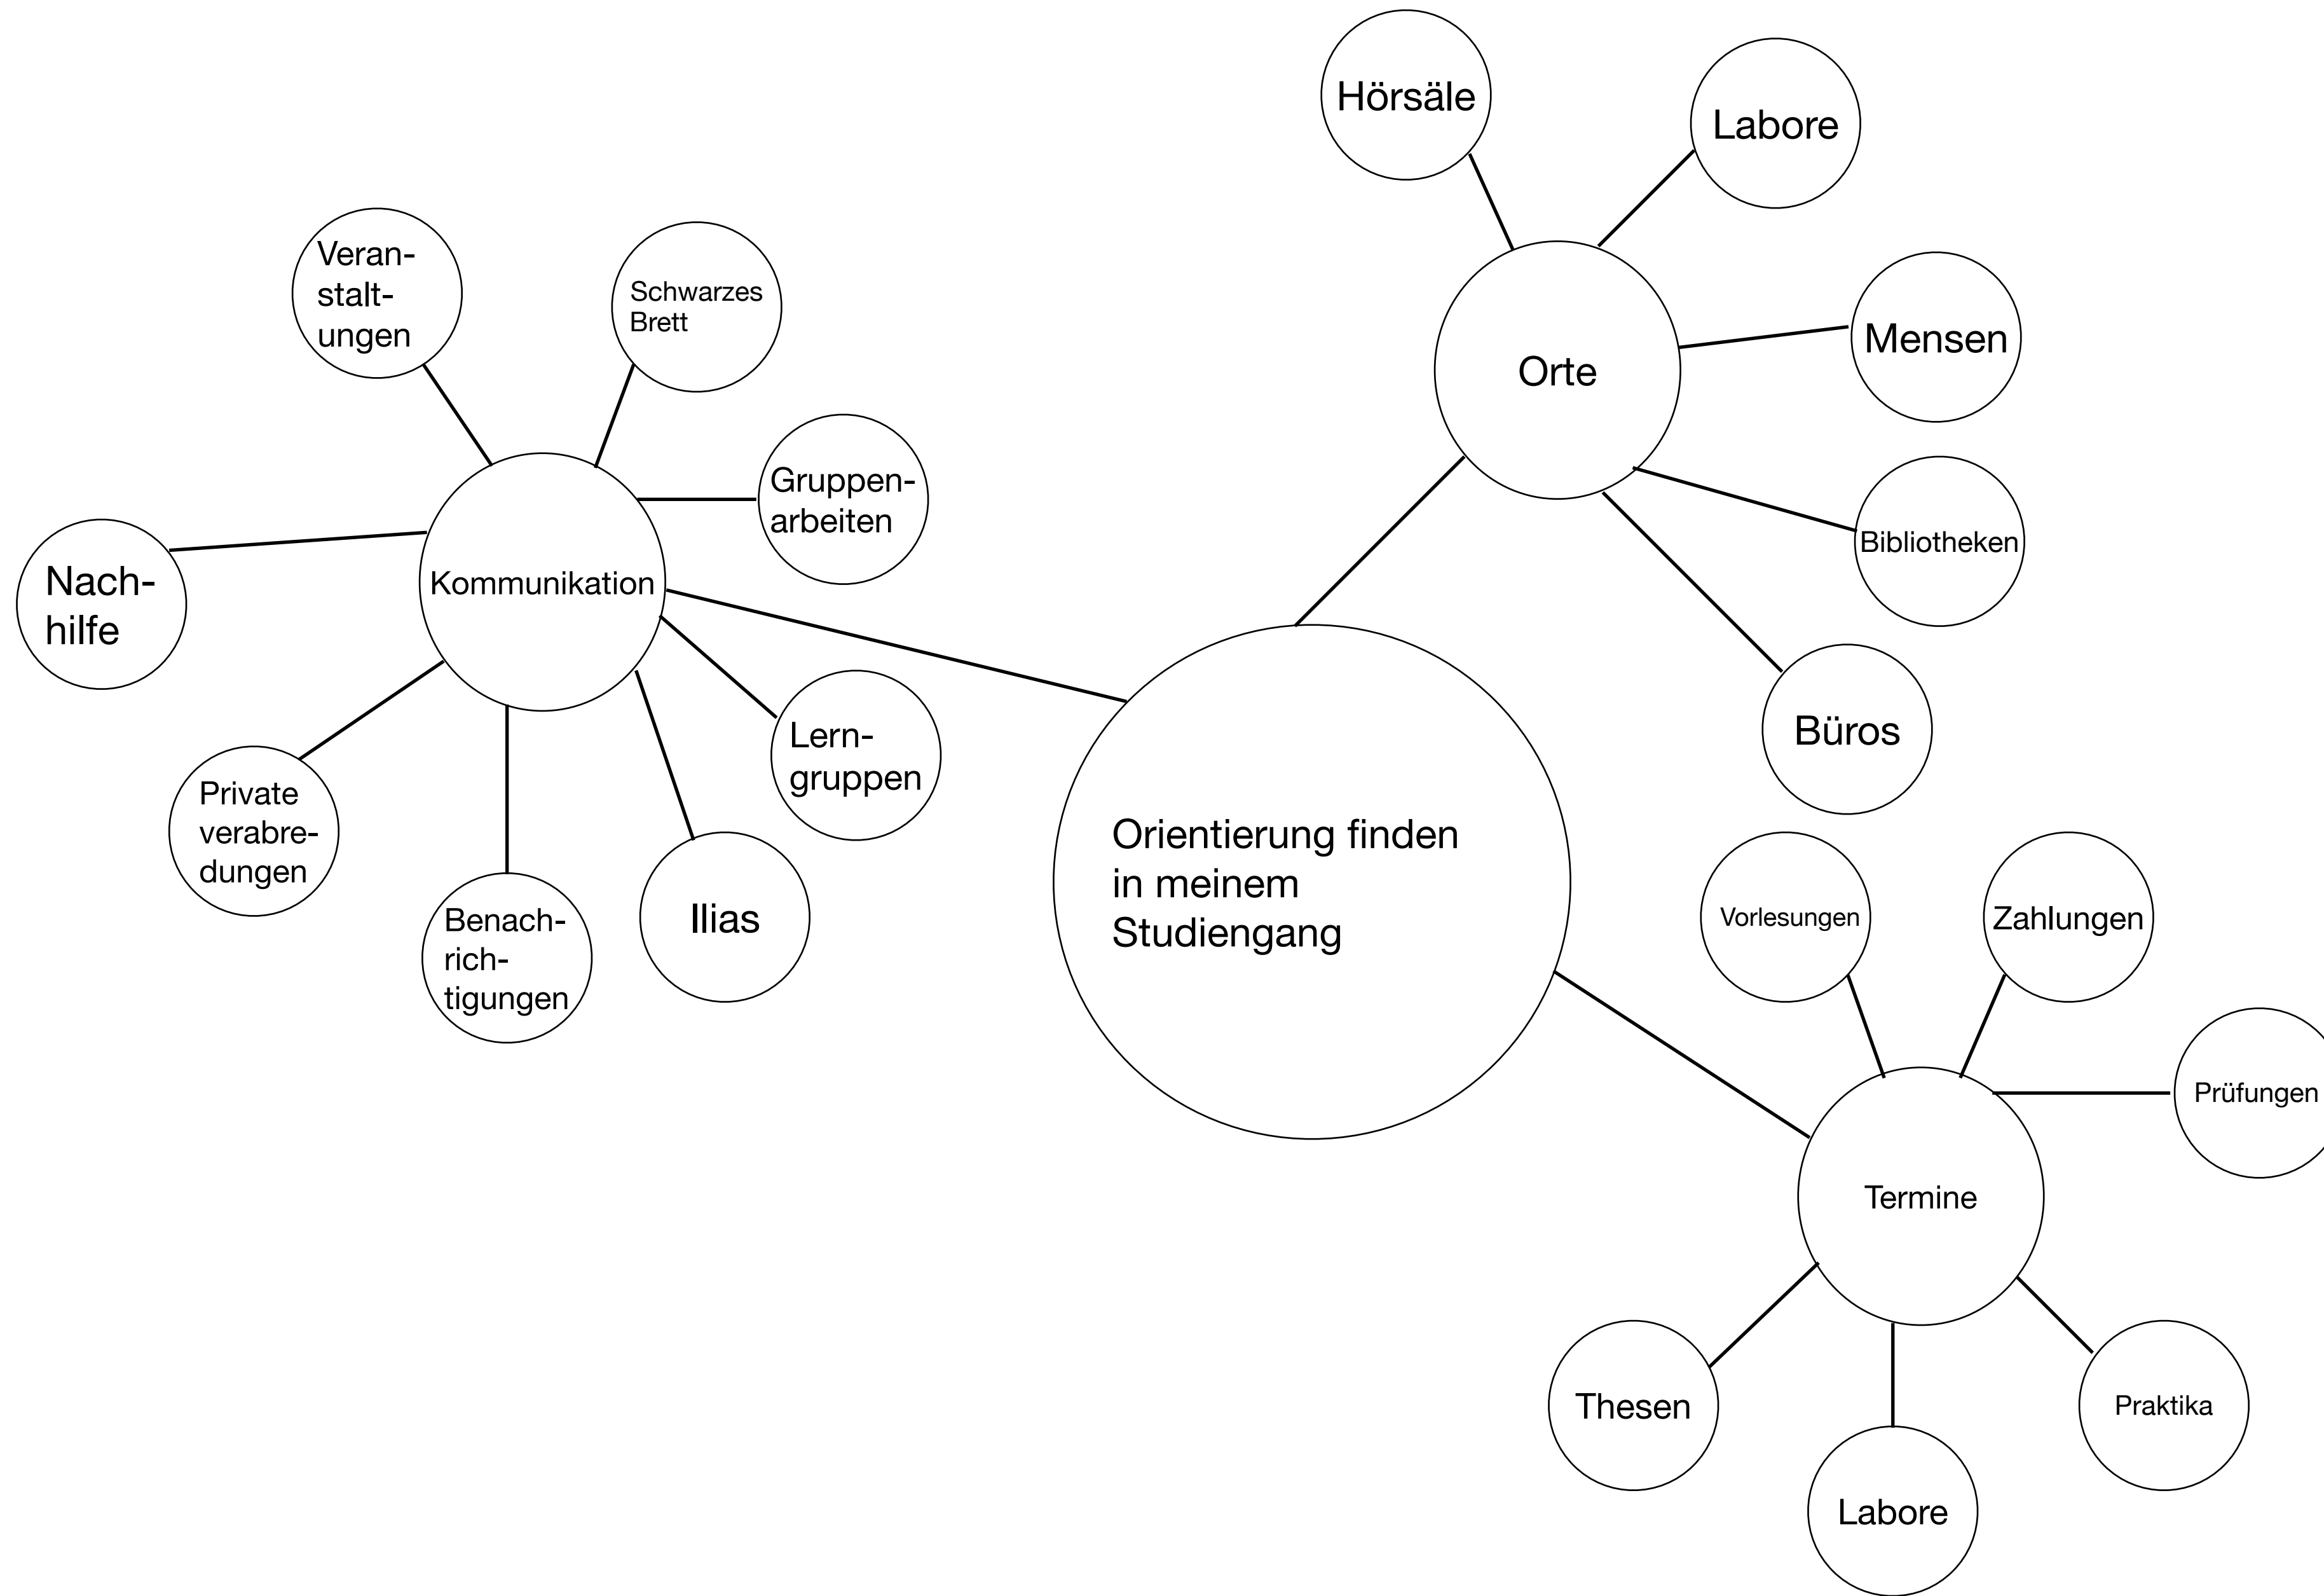 Hörsäle
Labore
Mensen
Orte
Bibliotheken
Büros
Veran-
stalt-
ungen
Schwarzes
Brett
Gruppen-
arbeiten
Kommunikation
Nach-
hilfe
Private
verabre-
dungen
Benach-
rich-
tigungen
Ilias
Lern-
gruppen
Orientierung finden
in meinem
Studiengang
Vorlesungen
Zahlungen
Prüfungen
Termine
Thesen
Labore
Praktika